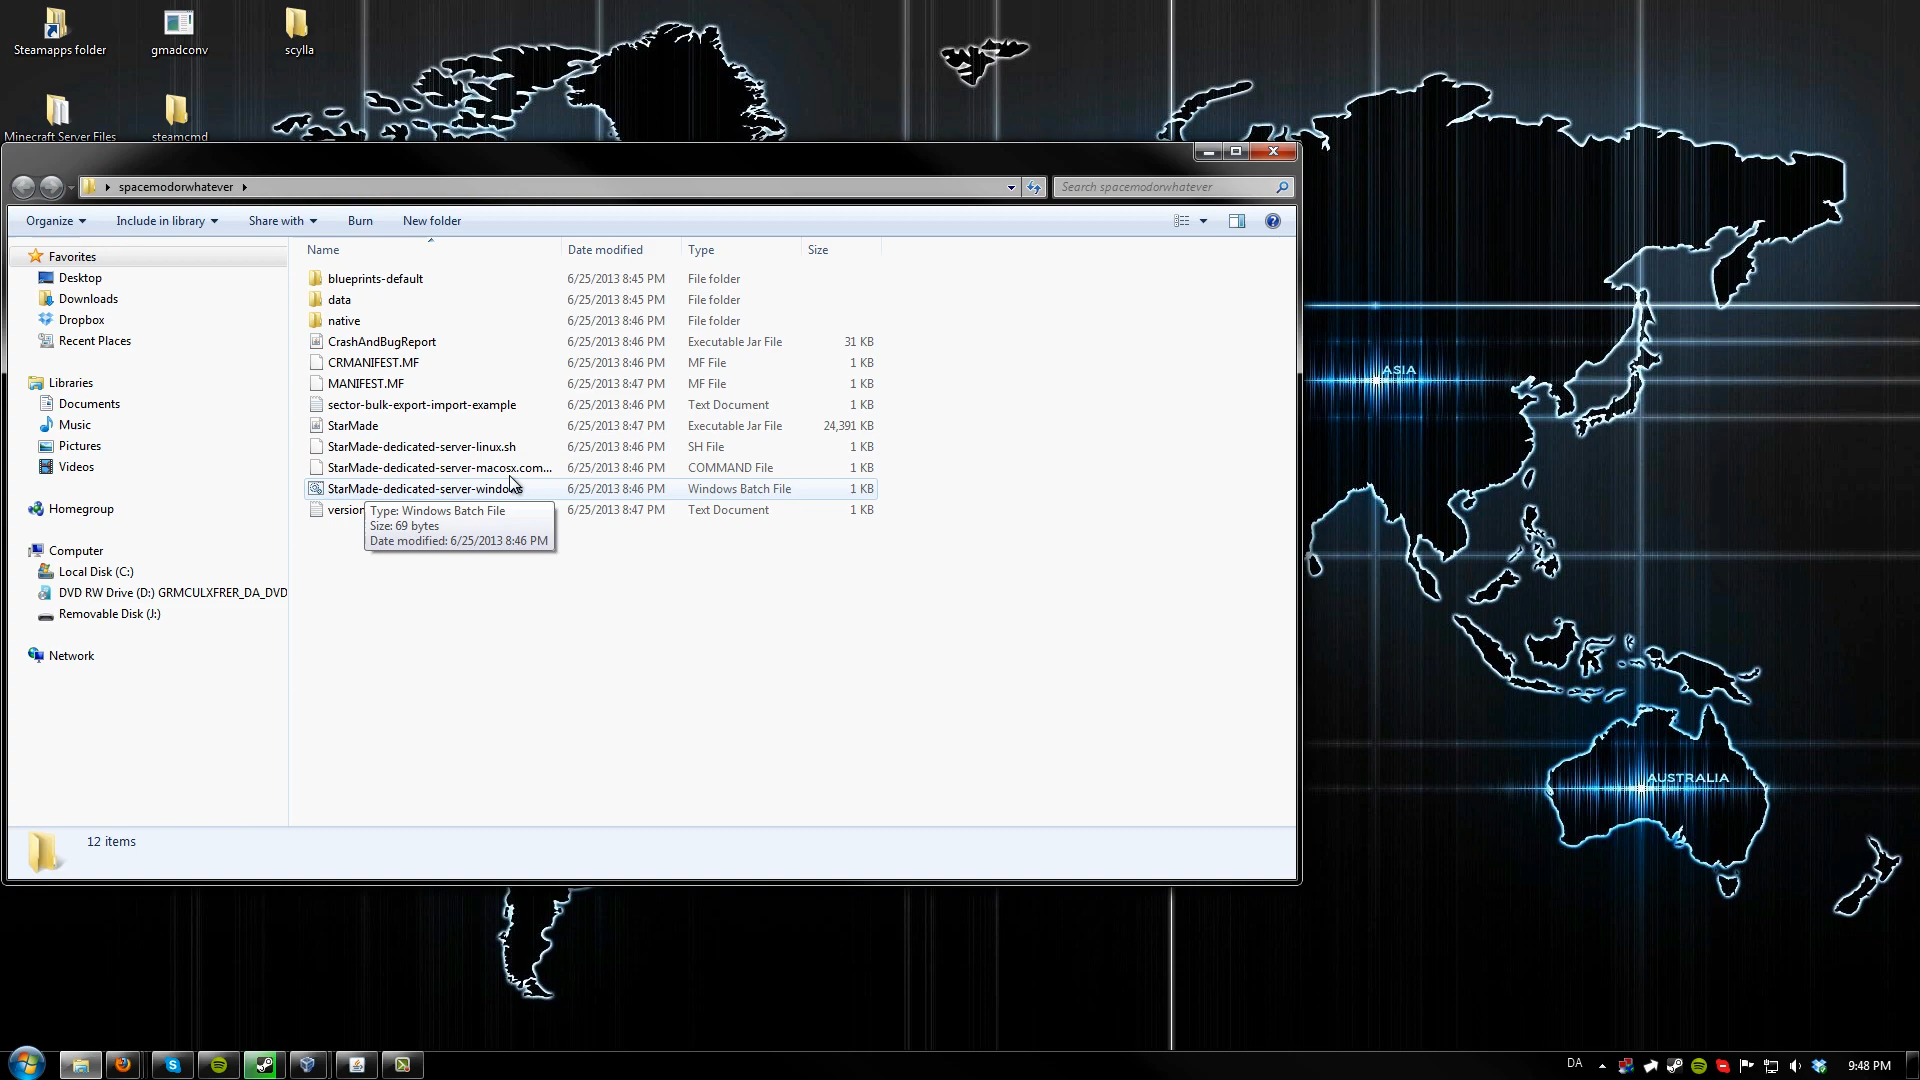 Steamapps folder
gmadconv
scylla
Minecraft Server Files
steamcmd
spacemodorwhatever
Search spacemodorwhatever
Organize
Include in library
Share with
Burn
New folder
Name
Date modified
Type
Size
Favorites
Desktop
Downloads
Dropbox
Recent Places
Libraries
Documents
Music
Pictures
Videos
Homegroup
Computer
Local Disk (C:)
DVD RW Drive (D:) GRMCULXFRER_DA_DVD
Removable Disk (J:)
Network
blueprints-default 6/25/2013 8:45 PM File folder
data 6/25/2013 8:45 PM File folder
native 6/25/2013 8:46 PM File folder
CrashAndBugReport 6/25/2013 8:46 PM Executable Jar File 31 KB
CRMANIFEST.MF 6/25/2013 8:46 PM MF File 1 KB
MANIFEST.MF 6/25/2013 8:47 PM MF File 1 KB
sector-bulk-export-import-example 6/25/2013 8:46 PM Text Document 1 KB
StarMade 6/25/2013 8:47 PM Executable Jar File 24,391 KB
StarMade-dedicated-server-linux.sh 6/25/2013 8:46 PM SH File 1 KB
StarMade-dedicated-server-macosx.com... 6/25/2013 8:46 PM COMMAND File 1 KB
StarMade-dedicated-server-windows 6/25/2013 8:46 PM Windows Batch File 1 KB
version 6/25/2013 8:47 PM Text Document 1 KB
Type: Windows Batch File
Size: 69 bytes
Date modified: 6/25/2013 8:46 PM
12 items
ASIA
AUSTRALIA
DA
9:48 PM